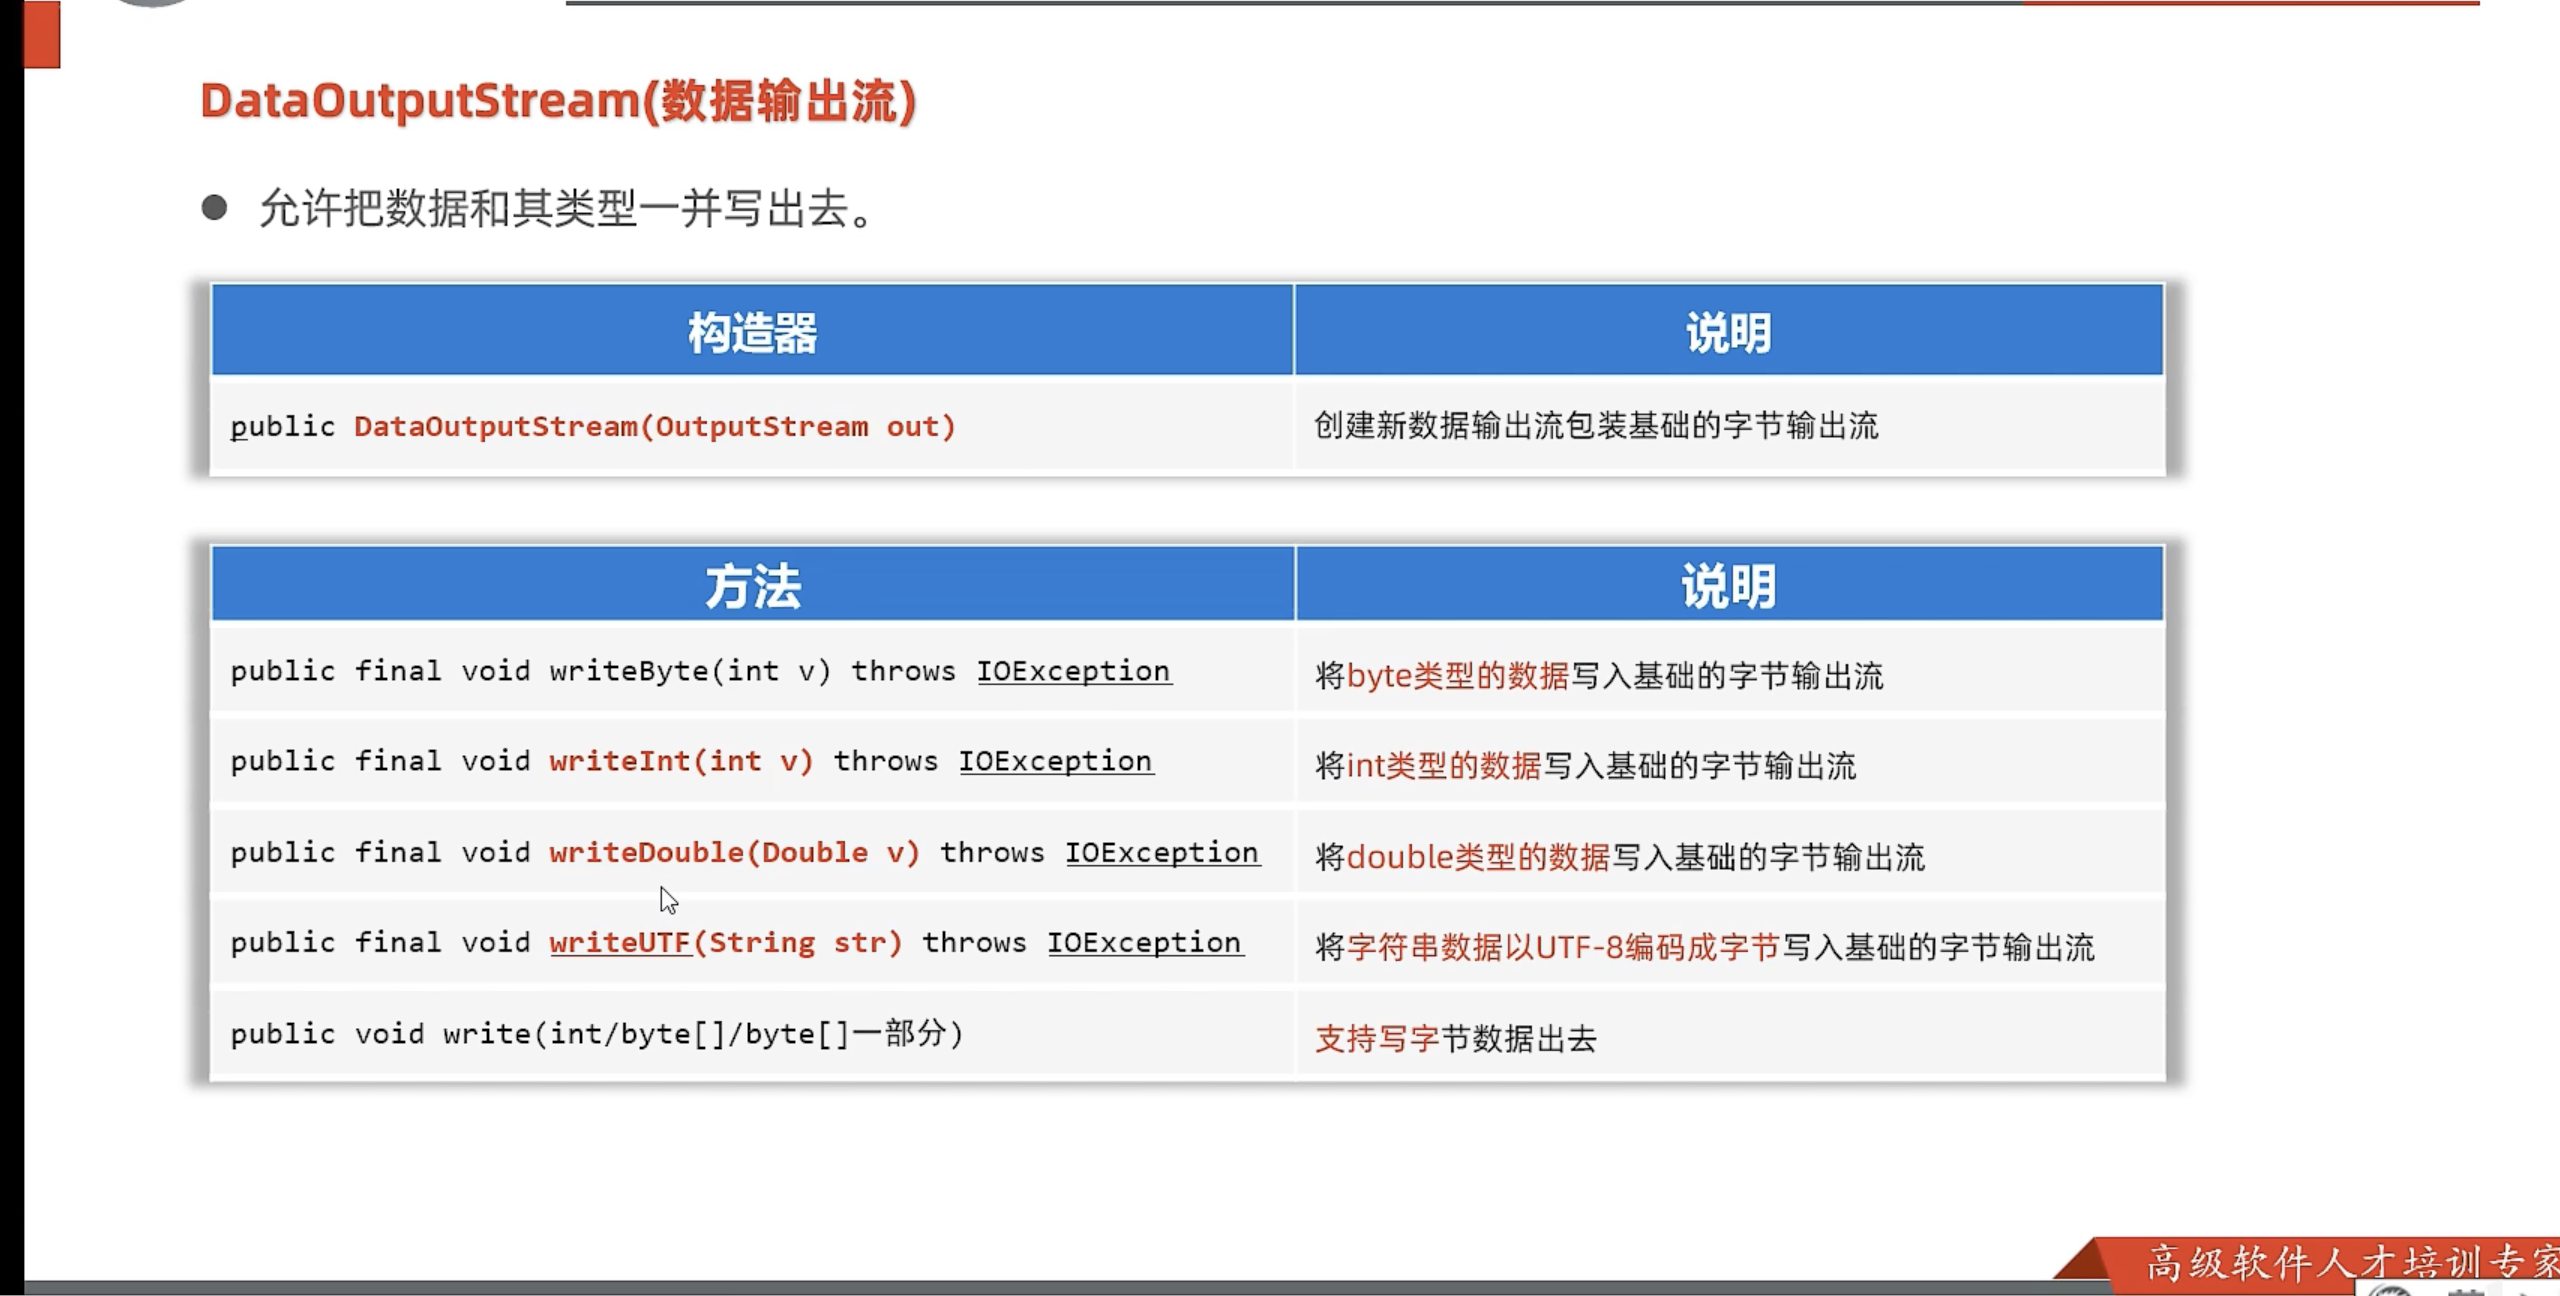 DataOutputStream(数据输出流)
● 允许把数据和其类型一并写出去。
构造器 说明
public DataOutputStream(OutputStream out) 创建新数据输出流包装基础的字节输出流
方法 说明
public final void writeByte(int v) throws IOException 将byte类型的数据写入基础的字节输出流
public final void writeInt(int v) throws IOException 将int类型的数据写入基础的字节输出流
public final void writeDouble(Double v) throws IOException 将double类型的数据写入基础的字节输出流
public final void writeUTF(String str) throws IOException 将字符串数据以UTF-8编码成字节写入基础的字节输出流
public void write(int/byte[]/byte[]一部分) 支持写字节数据出去
高级软件人才培训专家